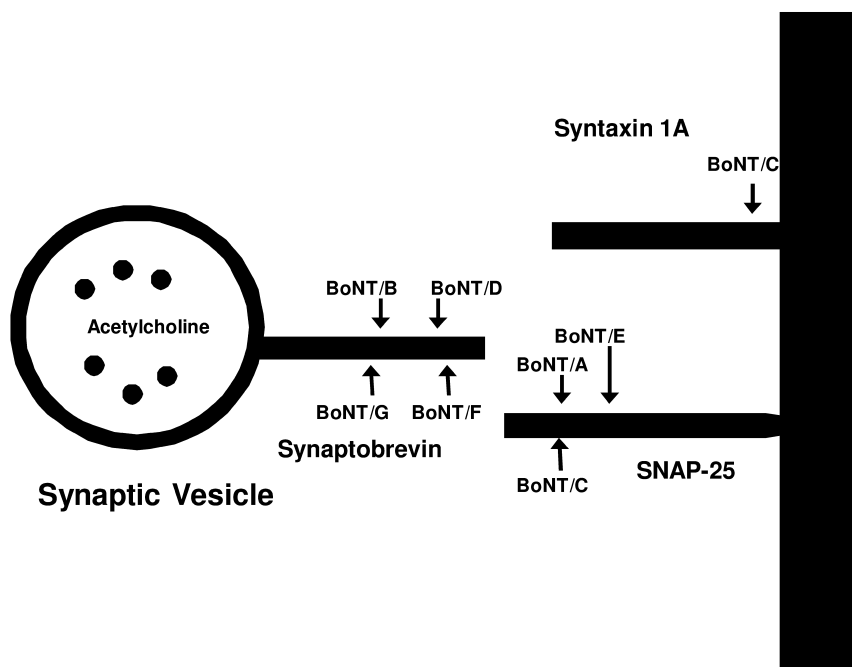 Syntaxin 1A
BoNT/C
BoNT/B
BoNT/D
Acetylcholine
BoNT/E
BoNT/A
BoNT/G
BoNT/F
Synaptobrevin
SNAP-25
BoNT/C
Synaptic Vesicle